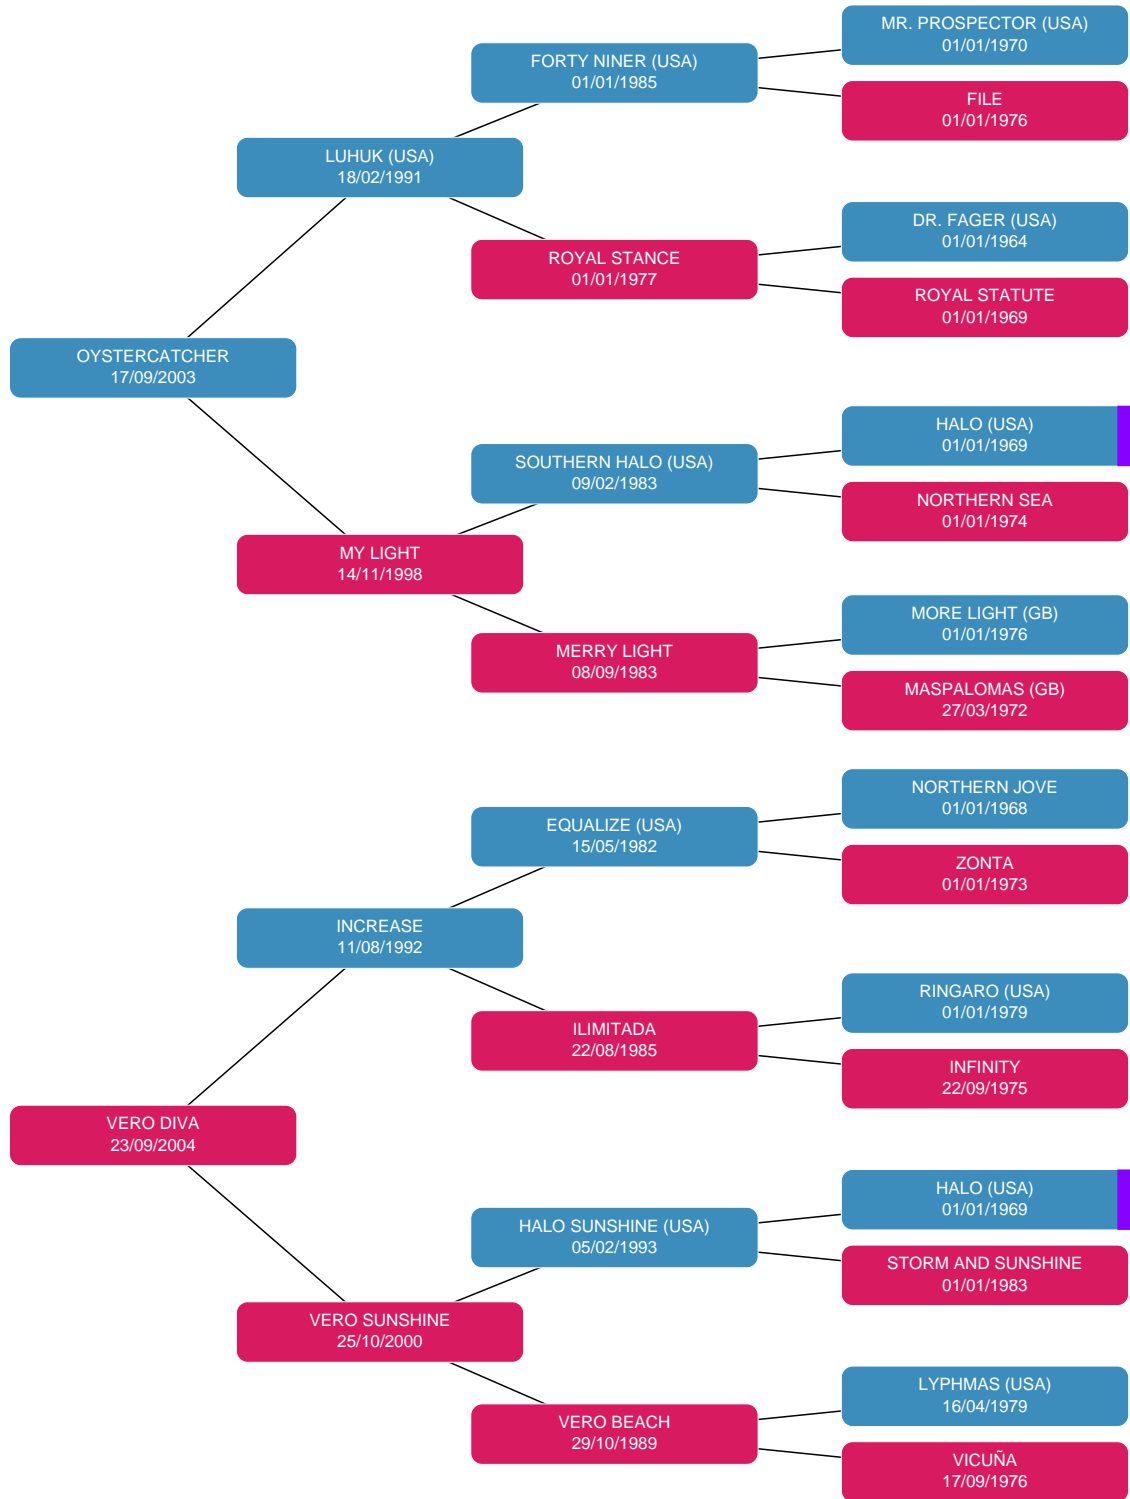 MR. PROSPECTOR (USA)
01/01/1970
FORTY NINER (USA)
01/01/1985
FILE
01/01/1976
LUHUK (USA)
18/02/1991
DR. FAGER (USA)
01/01/1964
ROYAL STANCE
01/01/1977
ROYAL STATUTE
01/01/1969
OYSTERCATCHER
17/09/2003
HALO (USA)
01/01/1969
SOUTHERN HALO (USA)
09/02/1983
NORTHERN SEA
01/01/1974
MY LIGHT
14/11/1998
MORE LIGHT (GB)
01/01/1976
MERRY LIGHT
08/09/1983
MASPALOMAS (GB)
27/03/1972
NORTHERN JOVE
01/01/1968
EQUALIZE (USA)
15/05/1982
ZONTA
01/01/1973
INCREASE
11/08/1992
RINGARO (USA)
01/01/1979
ILIMITADA
22/08/1985
INFINITY
22/09/1975
VERO DIVA
23/09/2004
HALO (USA)
01/01/1969
HALO SUNSHINE (USA)
05/02/1993
STORM AND SUNSHINE
01/01/1983
VERO SUNSHINE
25/10/2000
LYPHMAS (USA)
16/04/1979
VERO BEACH
29/10/1989
VICUÑA
17/09/1976